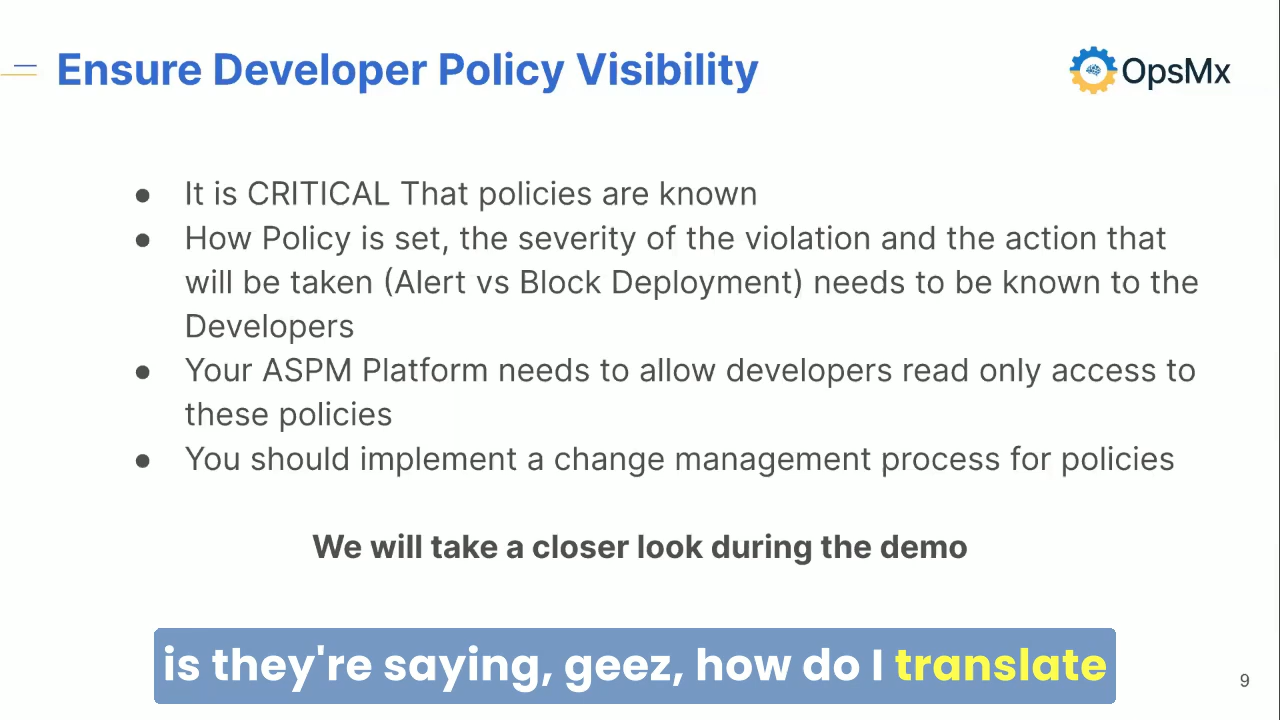 Ensure Developer Policy Visibility
OpsMx
● It is CRITICAL That policies are known
● How Policy is set, the severity of the violation and the action that
will be taken (Alert vs Block Deployment) needs to be known to the
Developers
● Your ASPM Platform needs to allow developers read only access to
these policies
● You should implement a change management process for policies
We will take a closer look during the demo
is they're saying, geez, how do I translate
9